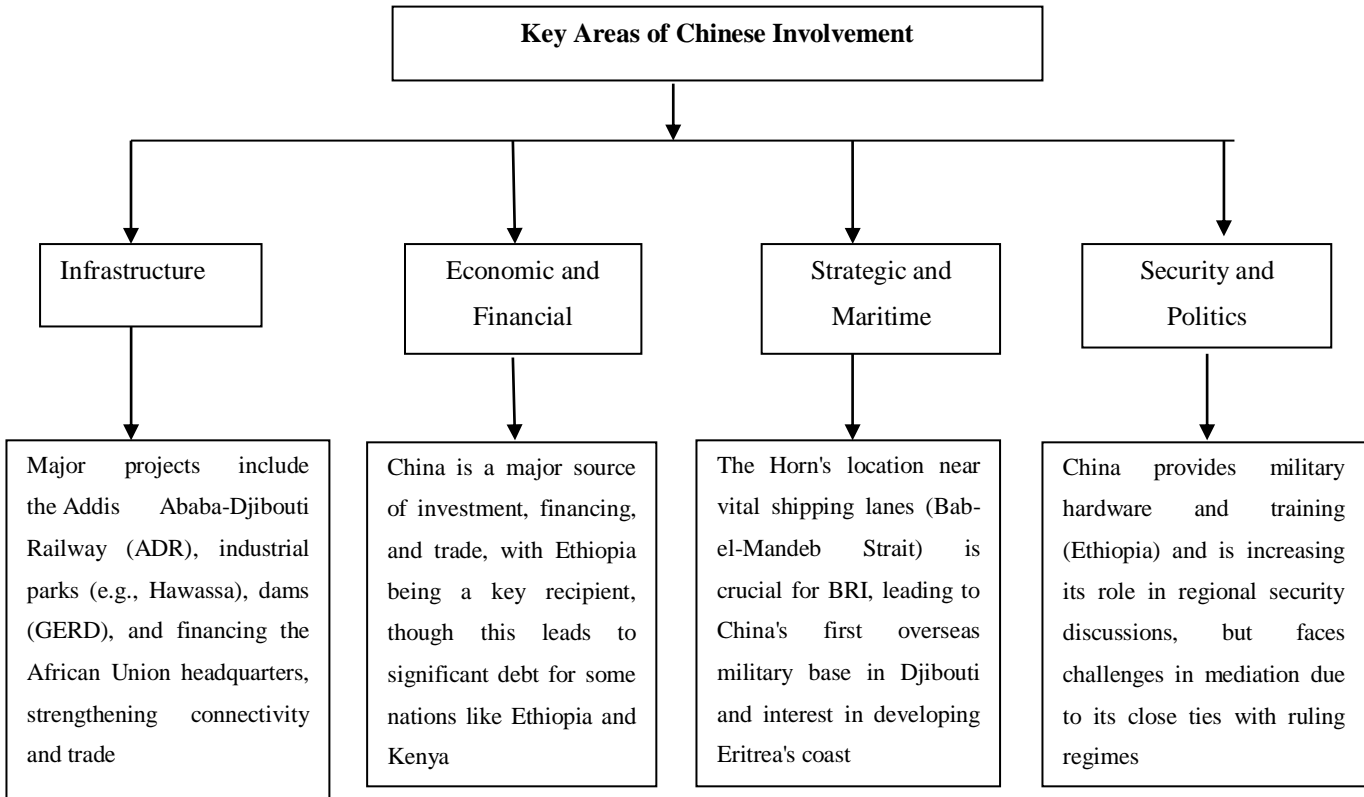 Key Areas of Chinese Involvement
Infrastructure
Economic and
Financial
Strategic and
Maritime
Security and
Politics
Major projects include
the Addis Ababa-Djibouti
Railway (ADR), industrial
parks (e.g., Hawassa), dams
(GERD), and financing the
African Union headquarters,
strengthening connectivity
and trade
China is a major source
of investment, financing,
and trade, with Ethiopia
being a key recipient,
though this leads to
significant debt for some
nations like Ethiopia and
Kenya
The Horn's location near
vital shipping lanes (Bab-
el-Mandeb Strait) is
crucial for BRI, leading to
China's first overseas
military base in Djibouti
and interest in developing
Eritrea's coast
China provides military
hardware and training
(Ethiopia) and is increasing
its role in regional security
discussions, but faces
challenges in mediation due
to its close ties with ruling
regimes